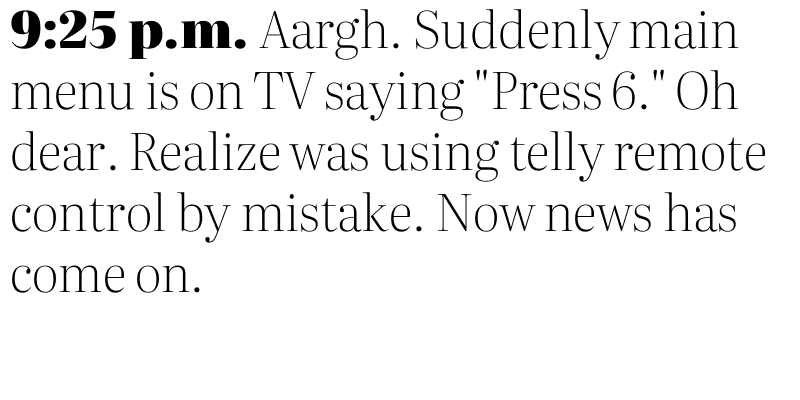 9:25 p.m. Aargh. Suddenly main
menu is on TV saying "Press 6." Oh
dear. Realize was using telly remote
control by mistake. Now news has
come on.